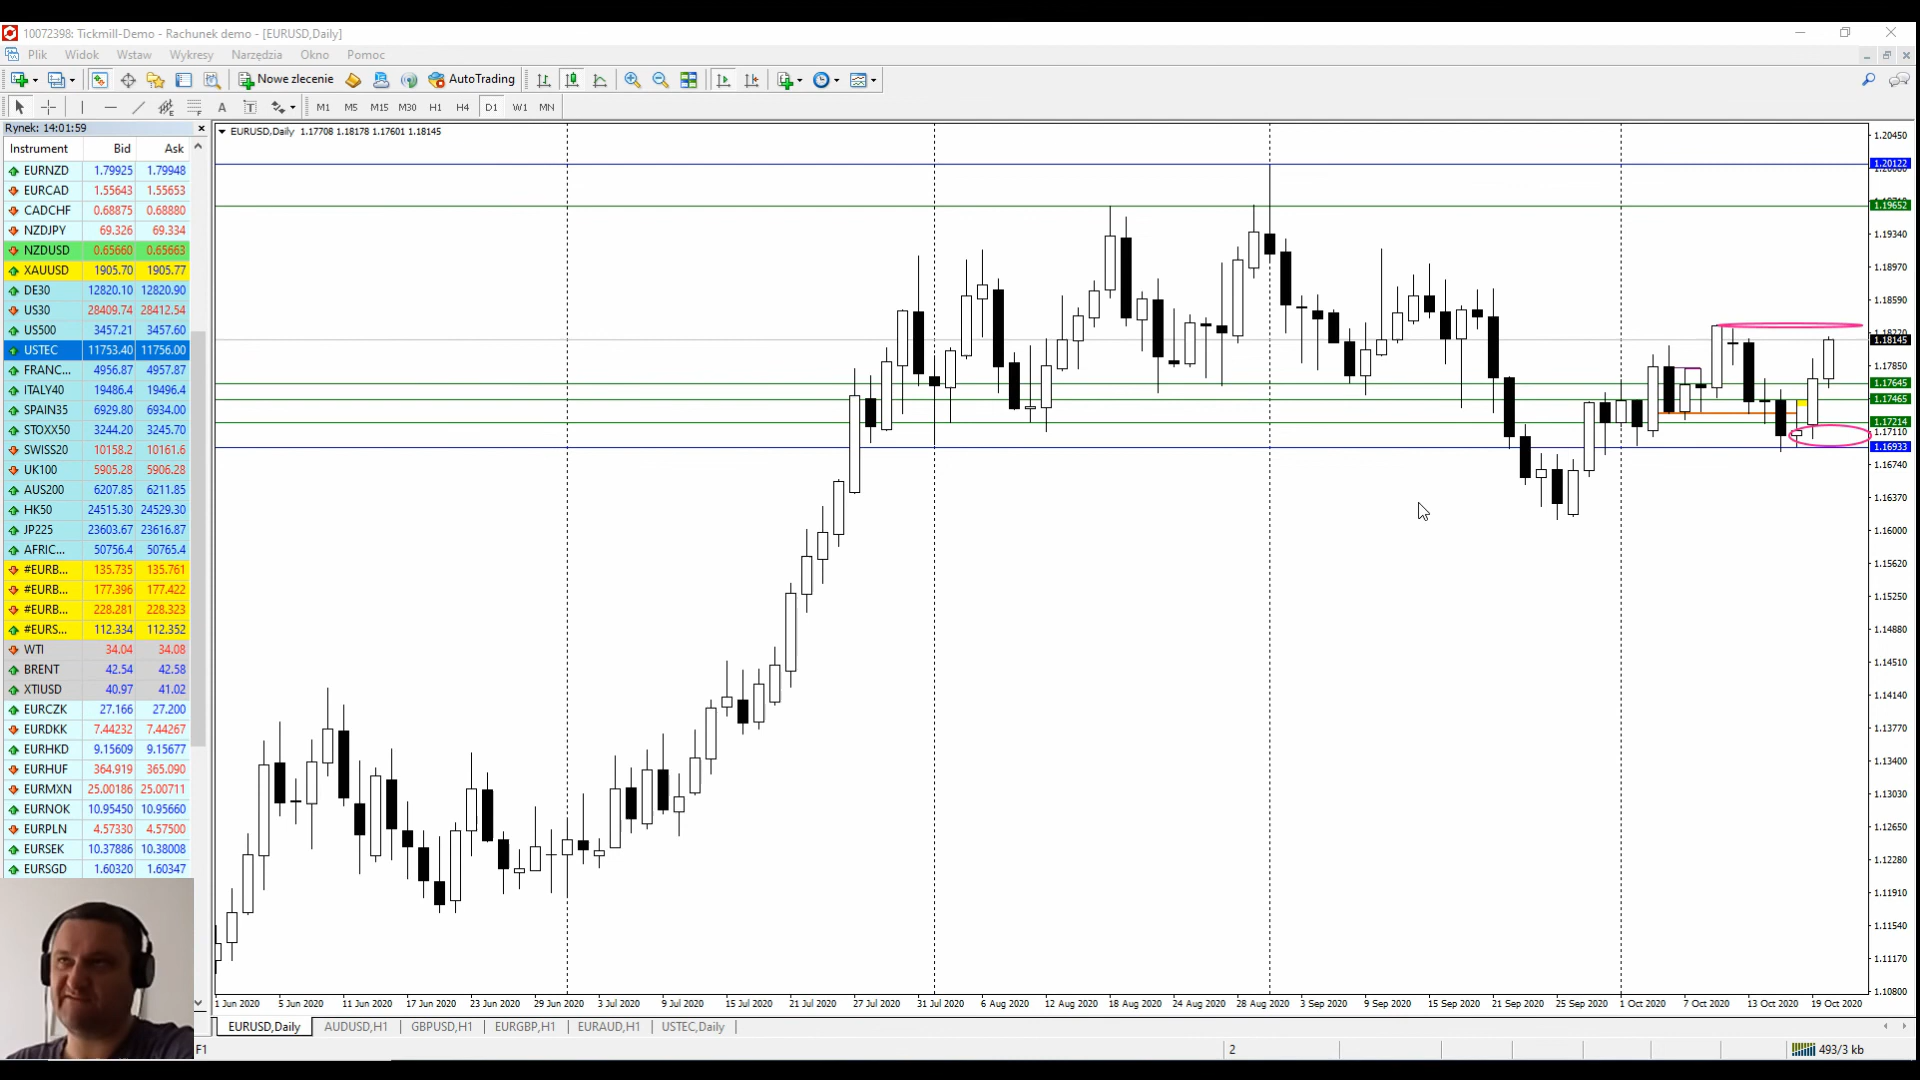 10072398: Tickmill-Demo - Rachunek demo - [EURUSD,Daily]
Plik Widok Wstaw Wykresy Narzędzia Okno Pomoc
Nowe zlecenie AutoTrading
A T M1 M5 M15 M30 H1 H4 D1 W1 MN
Rynek: 14:01:59
Instrument Bid Ask
EURNZD 1.79925 1.79948
EURCAD 1.55643 1.55653
CADCHF 0.68875 0.68880
NZDJPY 69.326 69.334
NZDUSD 0.65660 0.65663
XAUUSD 1905.70 1905.77
DE30 12820.10 12820.90
US30 28409.74 28412.54
US500 3457.21 3457.60
USTEC 11753.40 11756.00
FRANC... 4956.87 4957.87
ITALY40 19486.4 19496.4
SPAIN35 6929.80 6934.00
STOXX50 3244.20 3245.70
SWISS20 10158.2 10161.6
UK100 5905.28 5906.28
AUS200 6207.85 6211.85
HK50 24515.30 24529.30
JP225 23603.67 23616.87
AFRIC... 50756.4 50765.4
#EURB... 135.735 135.761
#EURB... 177.396 177.422
#EURB... 228.281 228.323
#EURS... 112.334 112.352
WTI 34.04 34.08
BRENT 42.54 42.58
XTIUSD 40.97 41.02
EURCZK 27.166 27.200
EURDKK 7.44232 7.44267
EURHKD 9.15609 9.15677
EURHUF 364.919 365.090
EURMXN 25.00186 25.00711
EURNOK 10.95450 10.95660
EURPLN 4.57330 4.57500
EURSEK 10.37886 10.38008
EURSGD 1.60320 1.60347
EURUSD,Daily 1.17708 1.18178 1.17601 1.18145
1.20450
1.20122
1.19652
1.19340
1.18970
1.18590
1.18145
1.17850
1.17645
1.17465
1.17214
1.17110
1.16933
1.16740
1.16370
1.16000
1.15620
1.15250
1.14880
1.14510
1.14140
1.13770
1.13400
1.13030
1.12650
1.12280
1.11910
1.11540
1.11170
1.10800
1 Jun 2020 5 Jun 2020 11 Jun 2020 17 Jun 2020 23 Jun 2020 29 Jun 2020 3 Jul 2020 9 Jul 2020 15 Jul 2020 21 Jul 2020 27 Jul 2020 31 Jul 2020 6 Aug 2020 12 Aug 2020 18 Aug 2020 24 Aug 2020 28 Aug 2020 3 Sep 2020 9 Sep 2020 15 Sep 2020 21 Sep 2020 25 Sep 2020 1 Oct 2020 7 Oct 2020 13 Oct 2020 19 Oct 2020
EURUSD,Daily AUDUSD,H1 GBPUSD,H1 EURGBP,H1 EURAUD,H1 USTEC,Daily
F1 2 493/3 kb